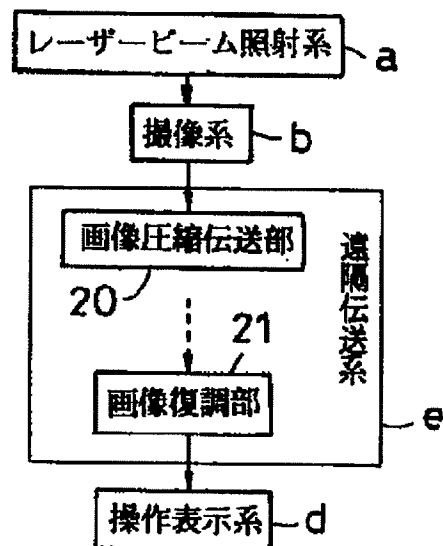 レーザービーム照射系 a
撮像系 b
画像圧縮伝送部
20
遠隔伝送系
21
画像復調部
e
操作表示系 d